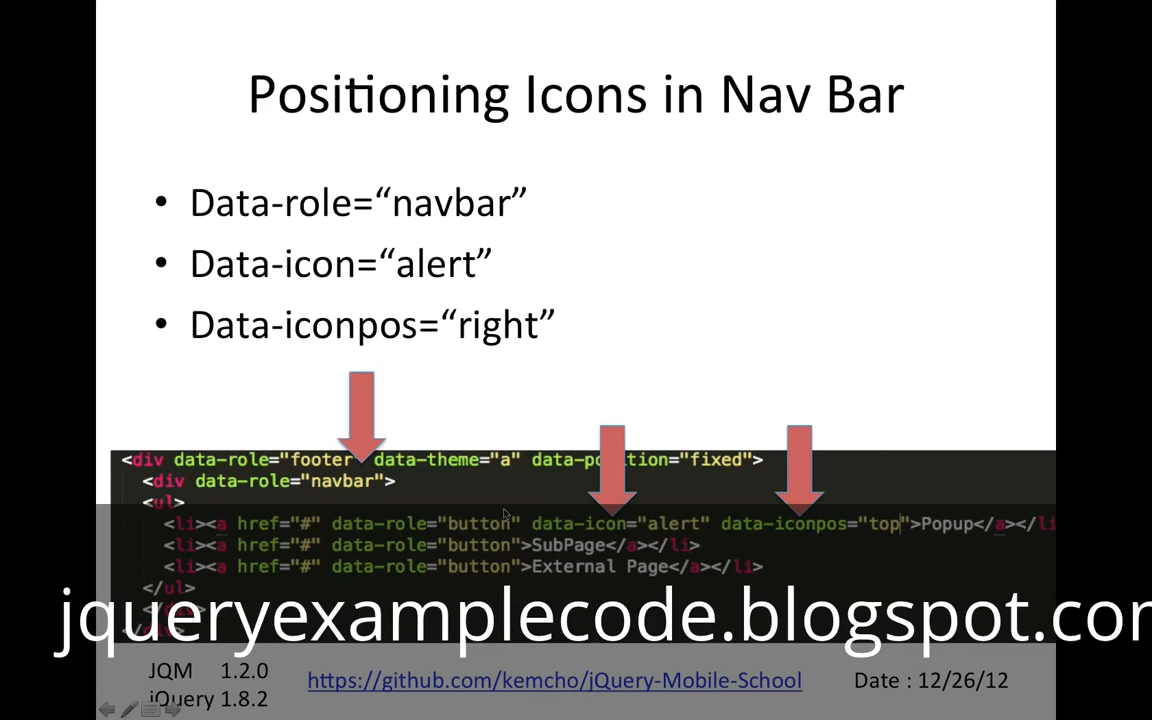 Positioning Icons in Nav Bar
• Data-role=“navbar”
• Data-icon=“alert”
• Data-iconpos=“right”
<div data-role="footer" data-theme="a" data-position="fixed">
<div data-role="navbar">
<ul>
<li><a href="#" data-role="button" data-icon="alert" data-iconpos="top">Popup</a></li
<li><a href="#" data-role="button">SubPage</a></li>
<li><a href="#" data-role="button">External Page</a></li>
</ul>
</div>
</div>
jqueryexamplecode.blogspot.com
JQM 1.2.0
jQuery 1.8.2
https://github.com/kemcho/jQuery-Mobile-School
Date : 12/26/12